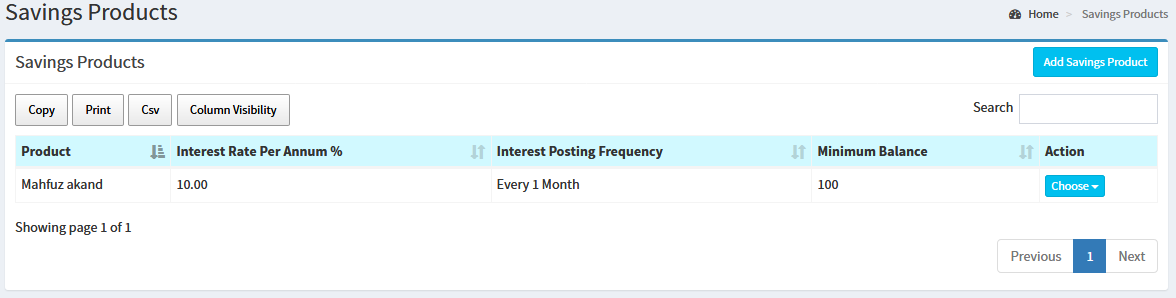 Savings Products
Home > Savings Products
Savings Products
Add Savings Product
Copy Print Csv Column Visibility
Search
Product Interest Rate Per Annum % Interest Posting Frequency Minimum Balance Action
Mahfuz akand 10.00 Every 1 Month 100 Choose
Showing page 1 of 1
Previous 1 Next